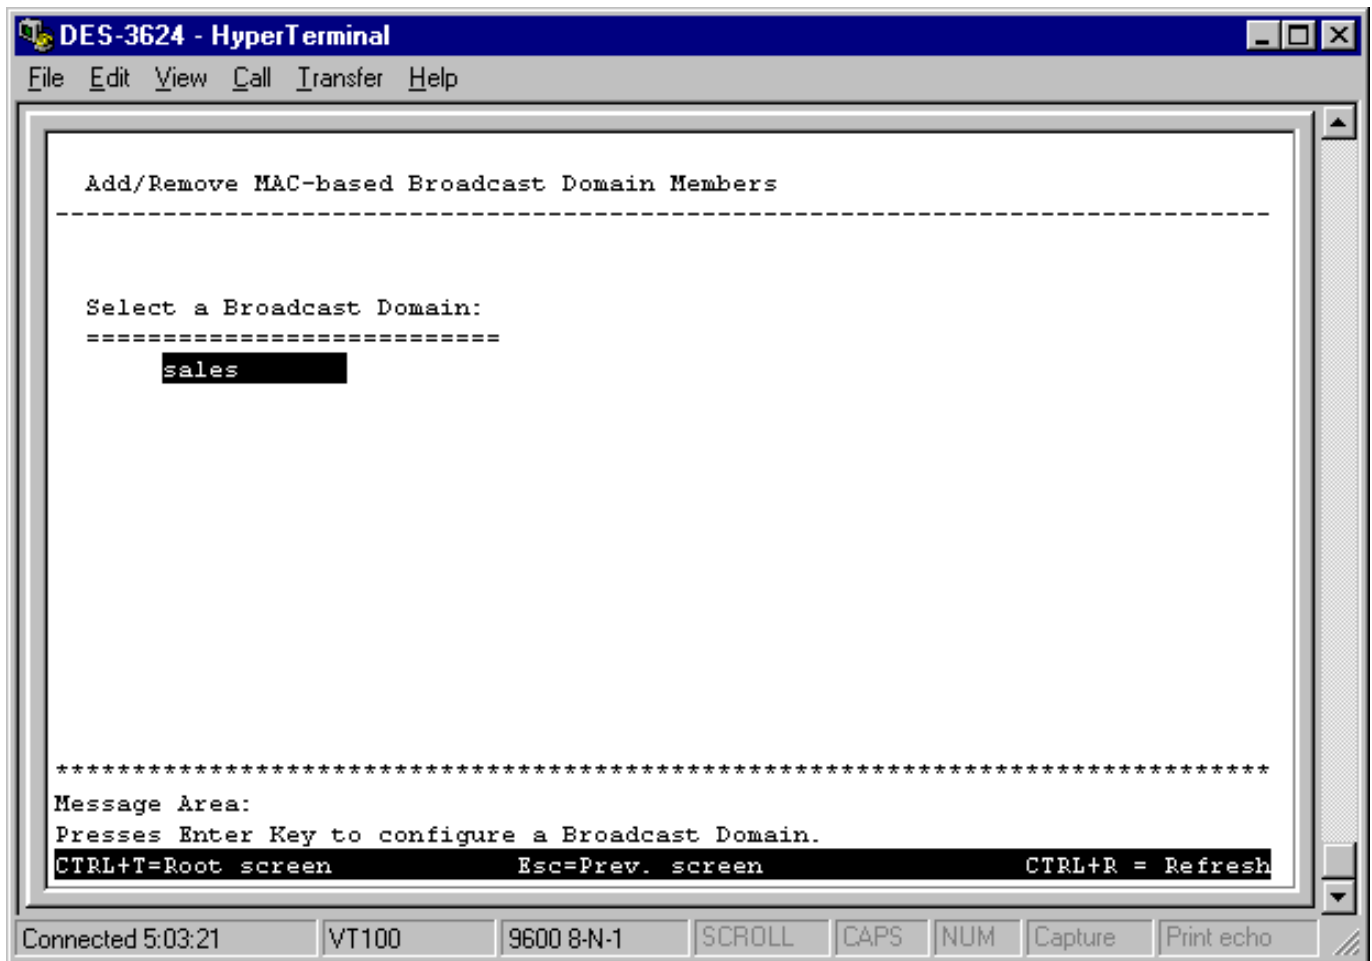 DES-3624 - HyperTerminal
File Edit View Call Transfer Help
Add/Remove MAC-based Broadcast Domain Members
-------------------------------------------------------------------------------
Select a Broadcast Domain:
===========================
sales
*******************************************************************************
Message Area:
Presses Enter Key to configure a Broadcast Domain.
CTRL+T=Root screen Esc=Prev. screen CTRL+R = Refresh
Connected 5:03:21 VT100 9600 8-N-1 SCROLL CAPS NUM Capture Print echo